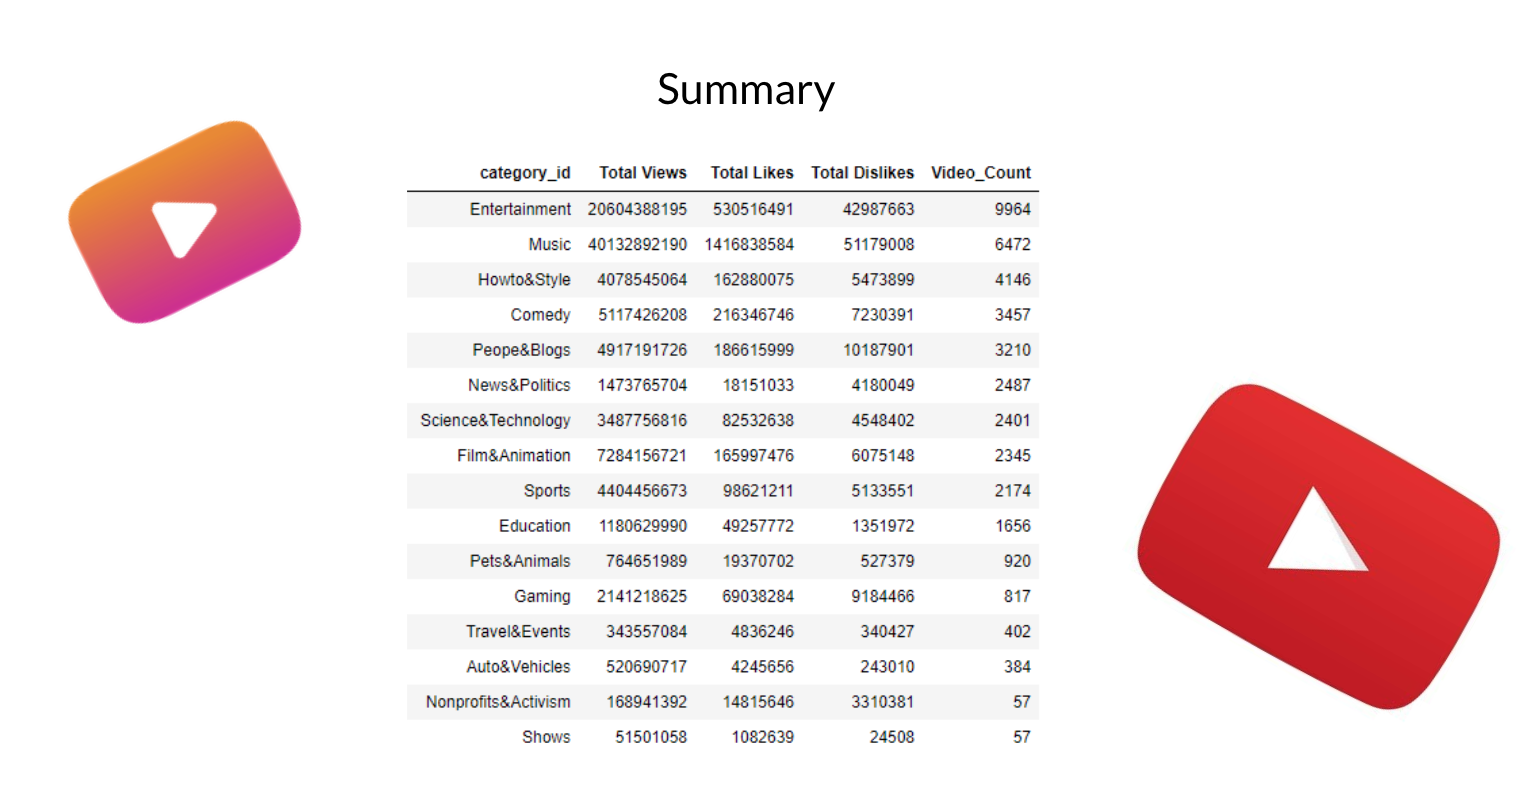 Summary
category_id Total Views Total Likes Total Dislikes Video_Count
Entertainment 20604388195 530516491 42987663 9964
Music 40132892190 1416838584 51179008 6472
Howto&Style 4078545064 162880075 5473899 4146
Comedy 5117426208 216346746 7230391 3457
Peope&Blogs 4917191726 186615999 10187901 3210
News&Politics 1473765704 18151033 4180049 2487
Science&Technology 3487756816 82532638 4548402 2401
Film&Animation 7284156721 165997476 6075148 2345
Sports 4404456673 98621211 5133551 2174
Education 1180629990 49257772 1351972 1656
Pets&Animals 764651989 19370702 527379 920
Gaming 2141218625 69038284 9184466 817
Travel&Events 343557084 4836246 340427 402
Auto&Vehicles 520690717 4245656 243010 384
Nonprofits&Activism 168941392 14815646 3310381 57
Shows 51501058 1082639 24508 57